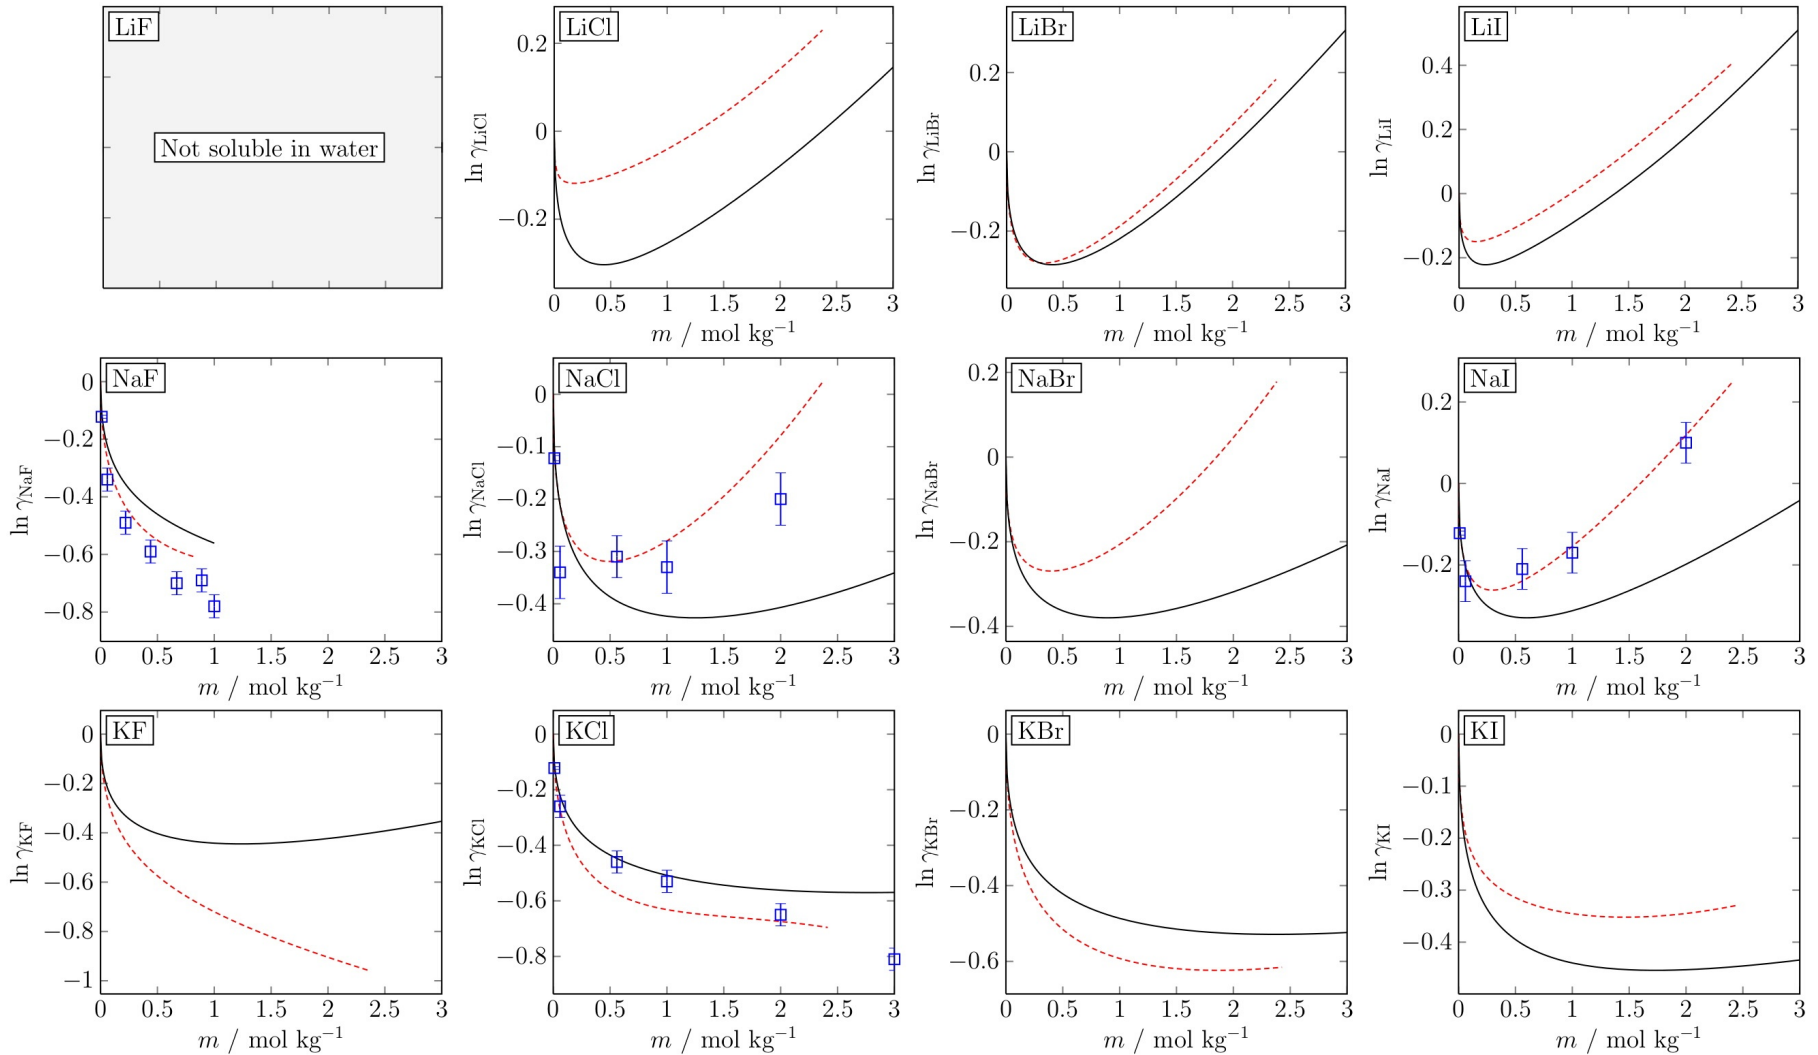 LiF
Not soluble in water
LiCl
0.2
0
−0.2
ln γLiCl
0 0.5 1 1.5 2 2.5 3
m / mol kg−1
LiBr
0.2
0
−0.2
ln γLiBr
0 0.5 1 1.5 2 2.5 3
m / mol kg−1
LiI
0.4
0.2
0
−0.2
ln γLiI
0 0.5 1 1.5 2 2.5 3
m / mol kg−1
NaF
0
−0.2
−0.4
−0.6
−0.8
ln γNaF
0 0.5 1 1.5 2 2.5 3
m / mol kg−1
NaCl
0
−0.1
−0.2
−0.3
−0.4
ln γNaCl
0 0.5 1 1.5 2 2.5 3
m / mol kg−1
NaBr
0.2
0
−0.2
−0.4
ln γNaBr
0 0.5 1 1.5 2 2.5 3
m / mol kg−1
NaI
0.2
0
−0.2
ln γNaI
0 0.5 1 1.5 2 2.5 3
m / mol kg−1
KF
0
−0.2
−0.4
−0.6
−0.8
−1
ln γKF
0 0.5 1 1.5 2 2.5 3
m / mol kg−1
KCl
0
−0.2
−0.4
−0.6
−0.8
ln γKCl
0 0.5 1 1.5 2 2.5 3
m / mol kg−1
KBr
0
−0.2
−0.4
−0.6
ln γKBr
0 0.5 1 1.5 2 2.5 3
m / mol kg−1
KI
0
−0.1
−0.2
−0.3
−0.4
ln γKI
0 0.5 1 1.5 2 2.5 3
m / mol kg−1